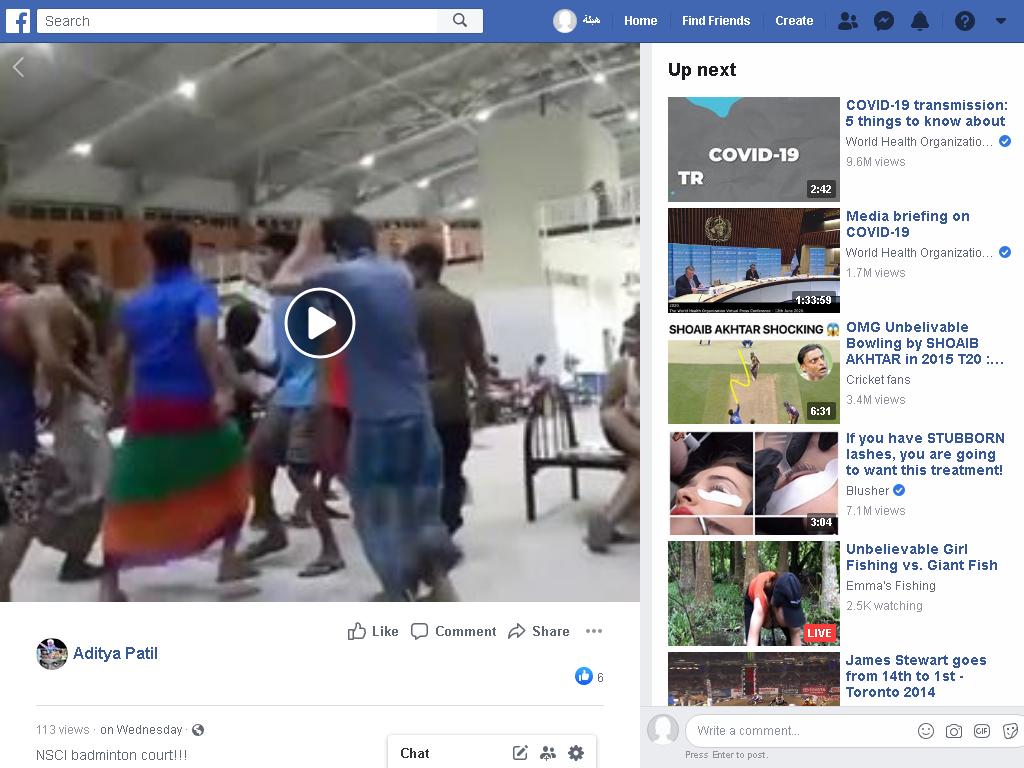 f
Search
هبئة
Home
Find Friends
Create
Up next
COVID-19
TR
2:42
COVID-19 transmission:
5 things to know about
World Health Organizatio...
9.6M views
1:33:59
Media briefing on
COVID-19
World Health Organizatio...
1.7M views
SHOAIB AKHTAR SHOCKING
6:31
OMG Unbelivable
Bowling by SHOAIB
AKHTAR in 2015 T20 :...
Cricket fans
3.4M views
3:04
If you have STUBBORN
lashes, you are going
to want this treatment!
Blusher
7.1M views
LIVE
Unbelievable Girl
Fishing vs. Giant Fish
Emma's Fishing
2.5K watching
James Stewart goes
from 14th to 1st -
Toronto 2014
Like
Comment
Share
Aditya Patil
6
113 views · on Wednesday ·
NSCI badminton court!!!
Chat
Write a comment...
GIF
Press Enter to post.